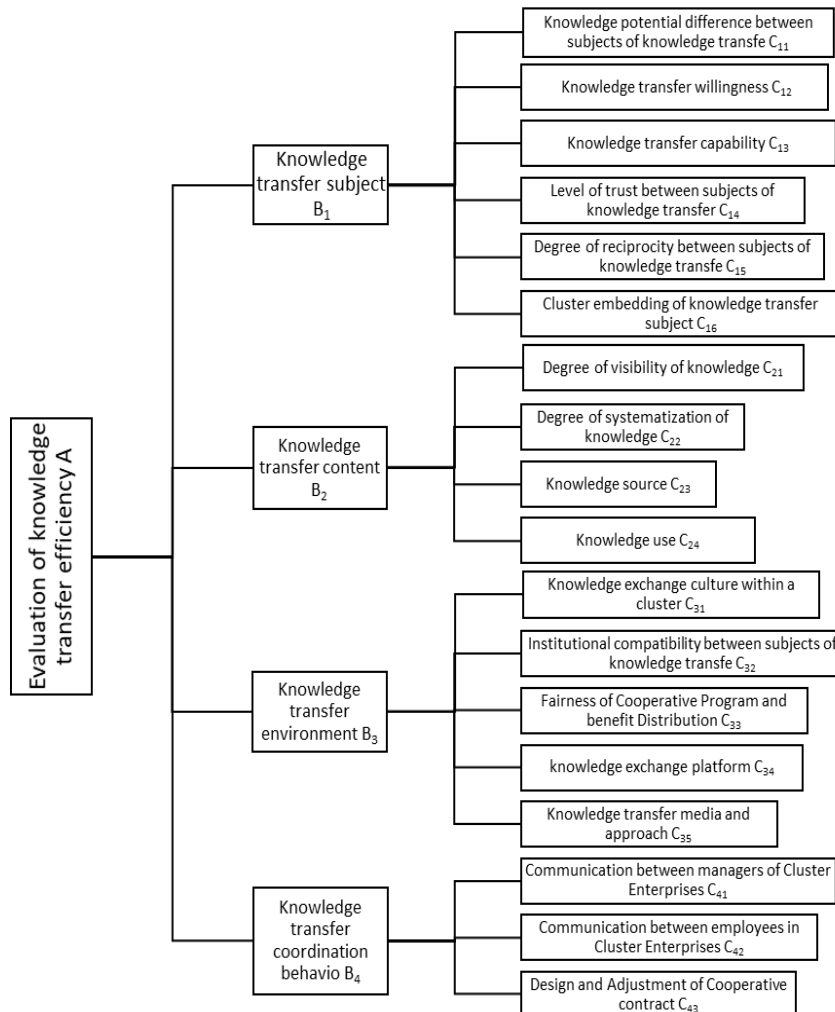 Evaluation of knowledge
transfer efficiency A
Knowledge
transfer subject
B₁
Knowledge potential difference between
subjects of knowledge transfe C₁₁
Knowledge transfer willingness C₁₂
Knowledge transfer capability C₁₃
Level of trust between subjects of
knowledge transfer C₁₄
Degree of reciprocity between subjects of
knowledge transfe C₁₅
Cluster embedding of knowledge transfer
subject C₁₆
Knowledge
transfer content
B₂
Degree of visibility of knowledge C₂₁
Degree of systematization of
knowledge C₂₂
Knowledge source C₂₃
Knowledge use C₂₄
Knowledge
transfer
environment B₃
Knowledge exchange culture within a
cluster C₃₁
Institutional compatibility between subjects of
knowledge transfe C₃₂
Fairness of Cooperative Program and
benefit Distribution C₃₃
knowledge exchange platform C₃₄
Knowledge transfer media and
approach C₃₅
Knowledge
transfer
coordination
behavio B₄
Communication between managers of Cluster
Enterprises C₄₁
Communication between employees in
Cluster Enterprises C₄₂
Design and Adjustment of Cooperative
contract C₄₃